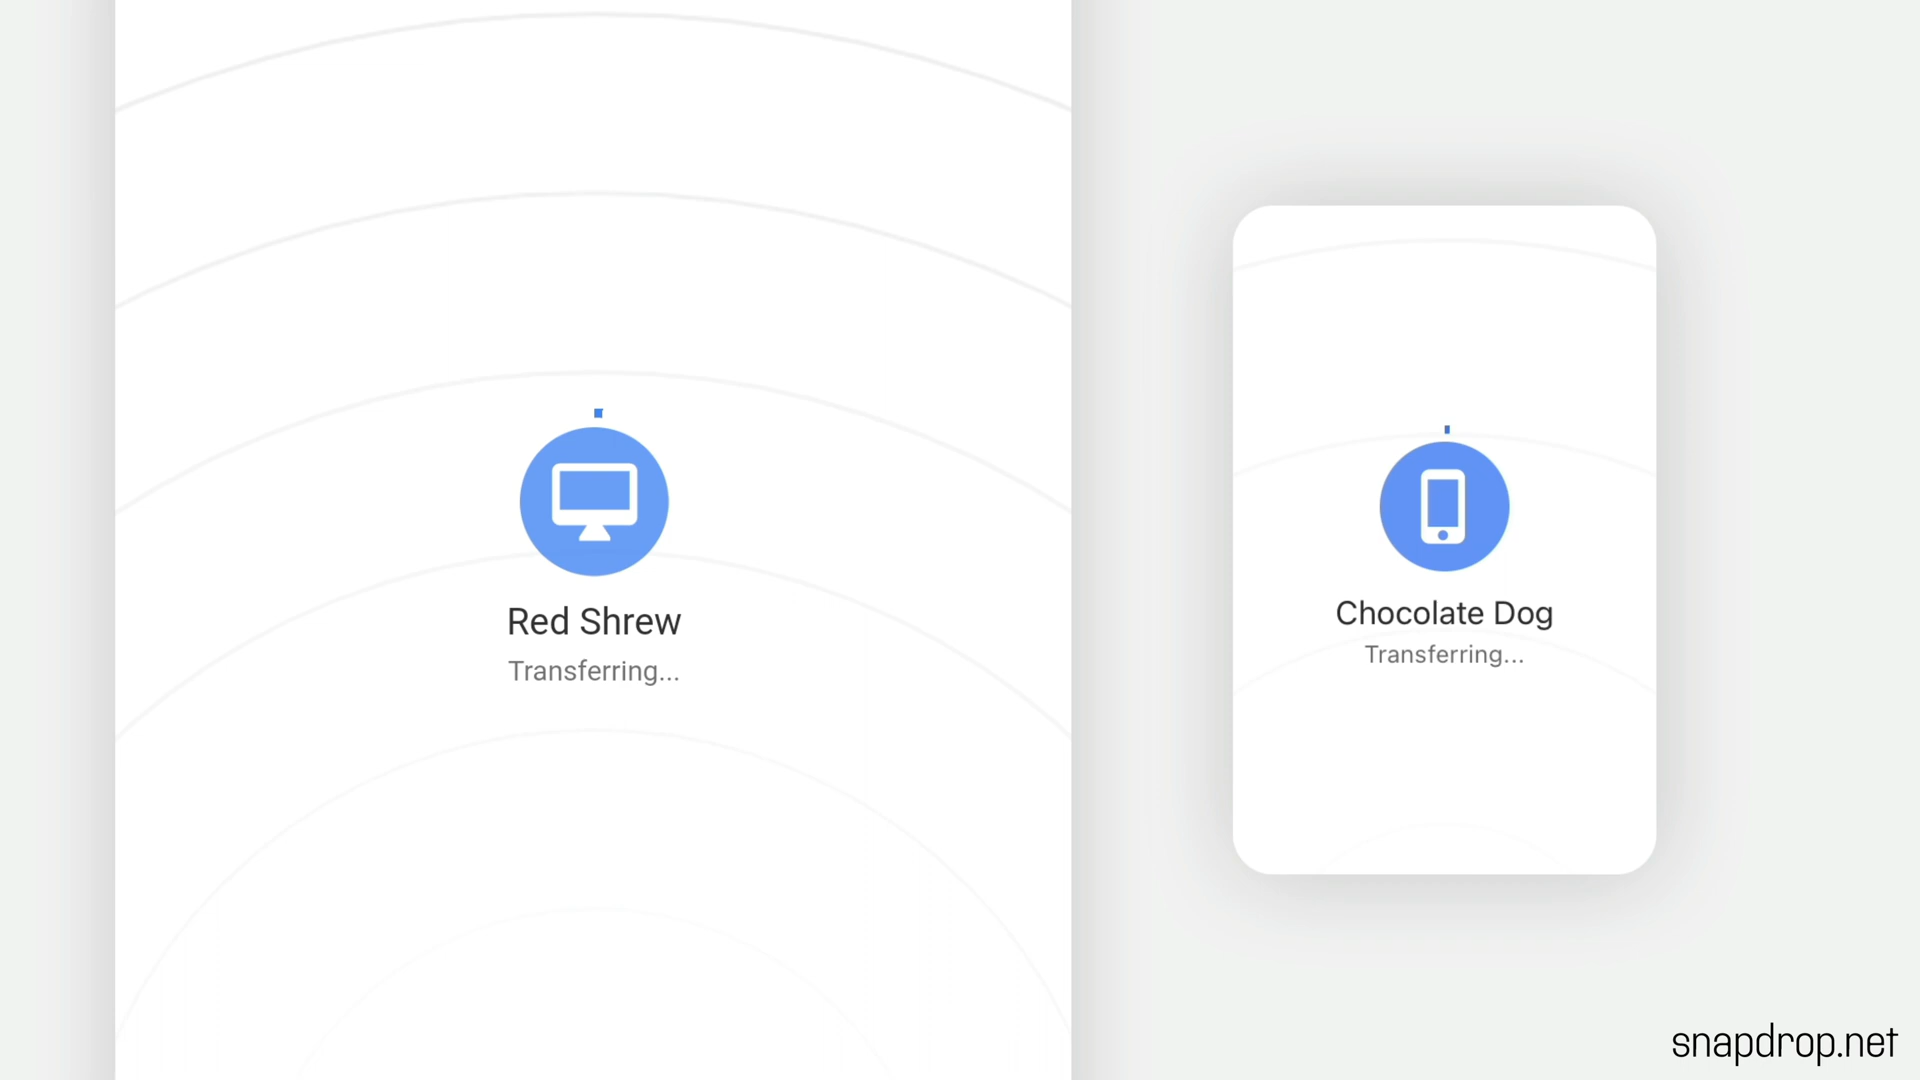 Red Shrew
Transferring...
Chocolate Dog
Transferring...
snapdrop.net